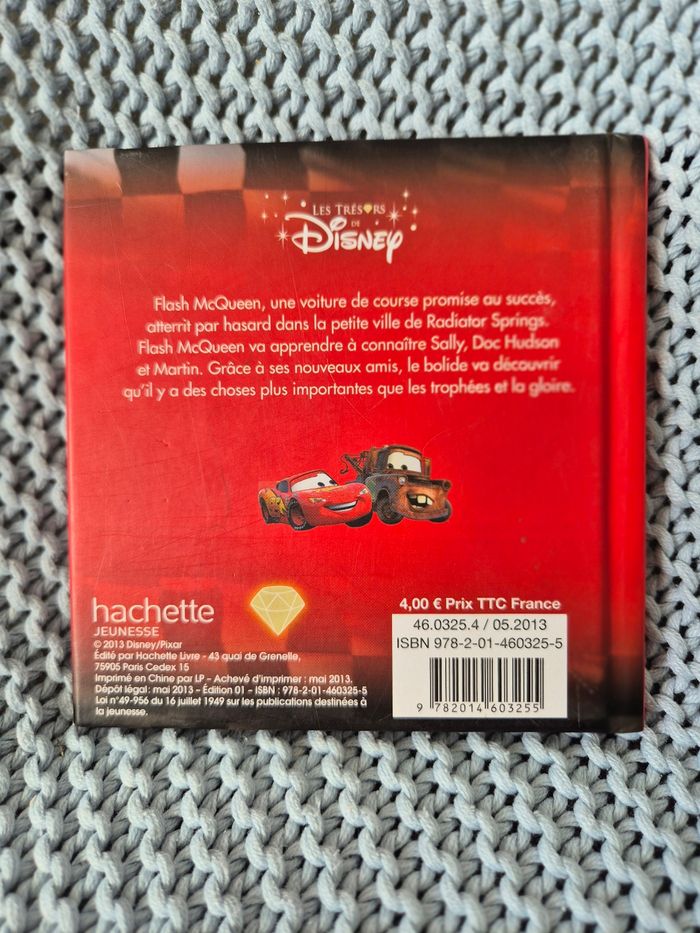 LES TRÉSORS
DE
Disney
Flash McQueen, une voiture de course promise au succès,
atterrit par hasard dans la petite ville de Radiator Springs.
Flash McQueen va apprendre à connaître Sally, Doc Hudson
et Martin. Grâce à ses nouveaux amis, le bolide va découvrir
qu'il y a des choses plus importantes que les trophées et la gloire.
hachette
JEUNESSE
© 2013 Disney/Pixar
Édité par Hachette Livre - 43 quai de Grenelle,
75905 Paris Cedex 15
Imprimé en Chine par LP - Achevé d'imprimer : mai 2013.
Dépôt légal : mai 2013 - Édition 01 - ISBN : 978-2-01-460325-5
Loi n°49-956 du 16 juillet 1949 sur les publications destinées à
la jeunesse.
4,00 € Prix TTC France
46.0325.4 / 05.2013
ISBN 978-2-01-460325-5
9 782014 603255